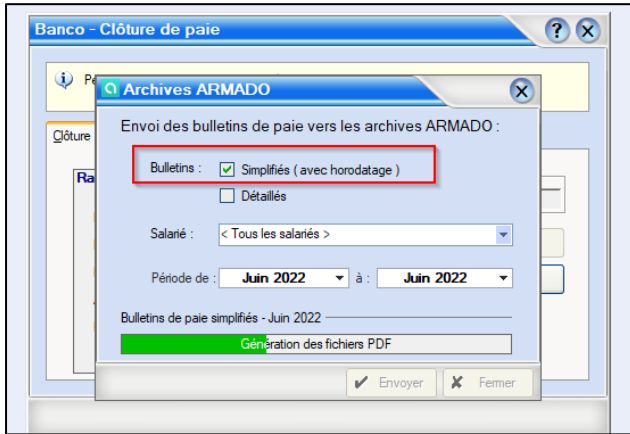 Banco - Clôture de paie
Archives ARMADO
Clôture
Envoi des bulletins de paie vers les archives ARMADO :
Bulletins : Simplifiés ( avec horodatage )
Détaillés
Salarié : < Tous les salariés >
Période de : Juin 2022 à : Juin 2022
Bulletins de paie simplifiés - Juin 2022
Génération des fichiers PDF
Envoyer Fermer